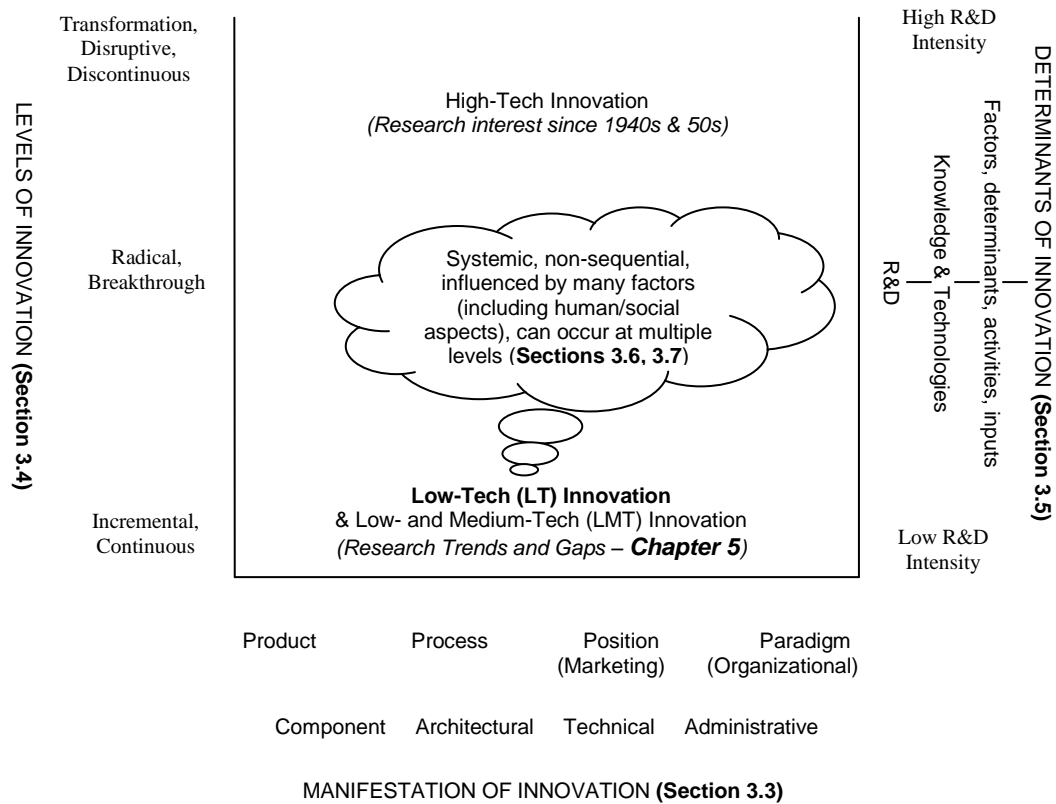 Transformation,
Disruptive,
Discontinuous
High R&D
Intensity
High-Tech Innovation
(Research interest since 1940s & 50s)
LEVELS OF INNOVATION (Section 3.4)
Radical,
Breakthrough
Systemic, non-sequential,
influenced by many factors
(including human/social
aspects), can occur at multiple
levels (Sections 3.6, 3.7)
R&D
Knowledge & Technologies
Factors, determinants, activities, inputs
DETERMINANTS OF INNOVATION (Section 3.5)
Incremental,
Continuous
Low-Tech (LT) Innovation
& Low- and Medium-Tech (LMT) Innovation
(Research Trends and Gaps – Chapter 5)
Low R&D
Intensity
Product Process Position Paradigm
(Marketing) (Organizational)
Component Architectural Technical Administrative
MANIFESTATION OF INNOVATION (Section 3.3)